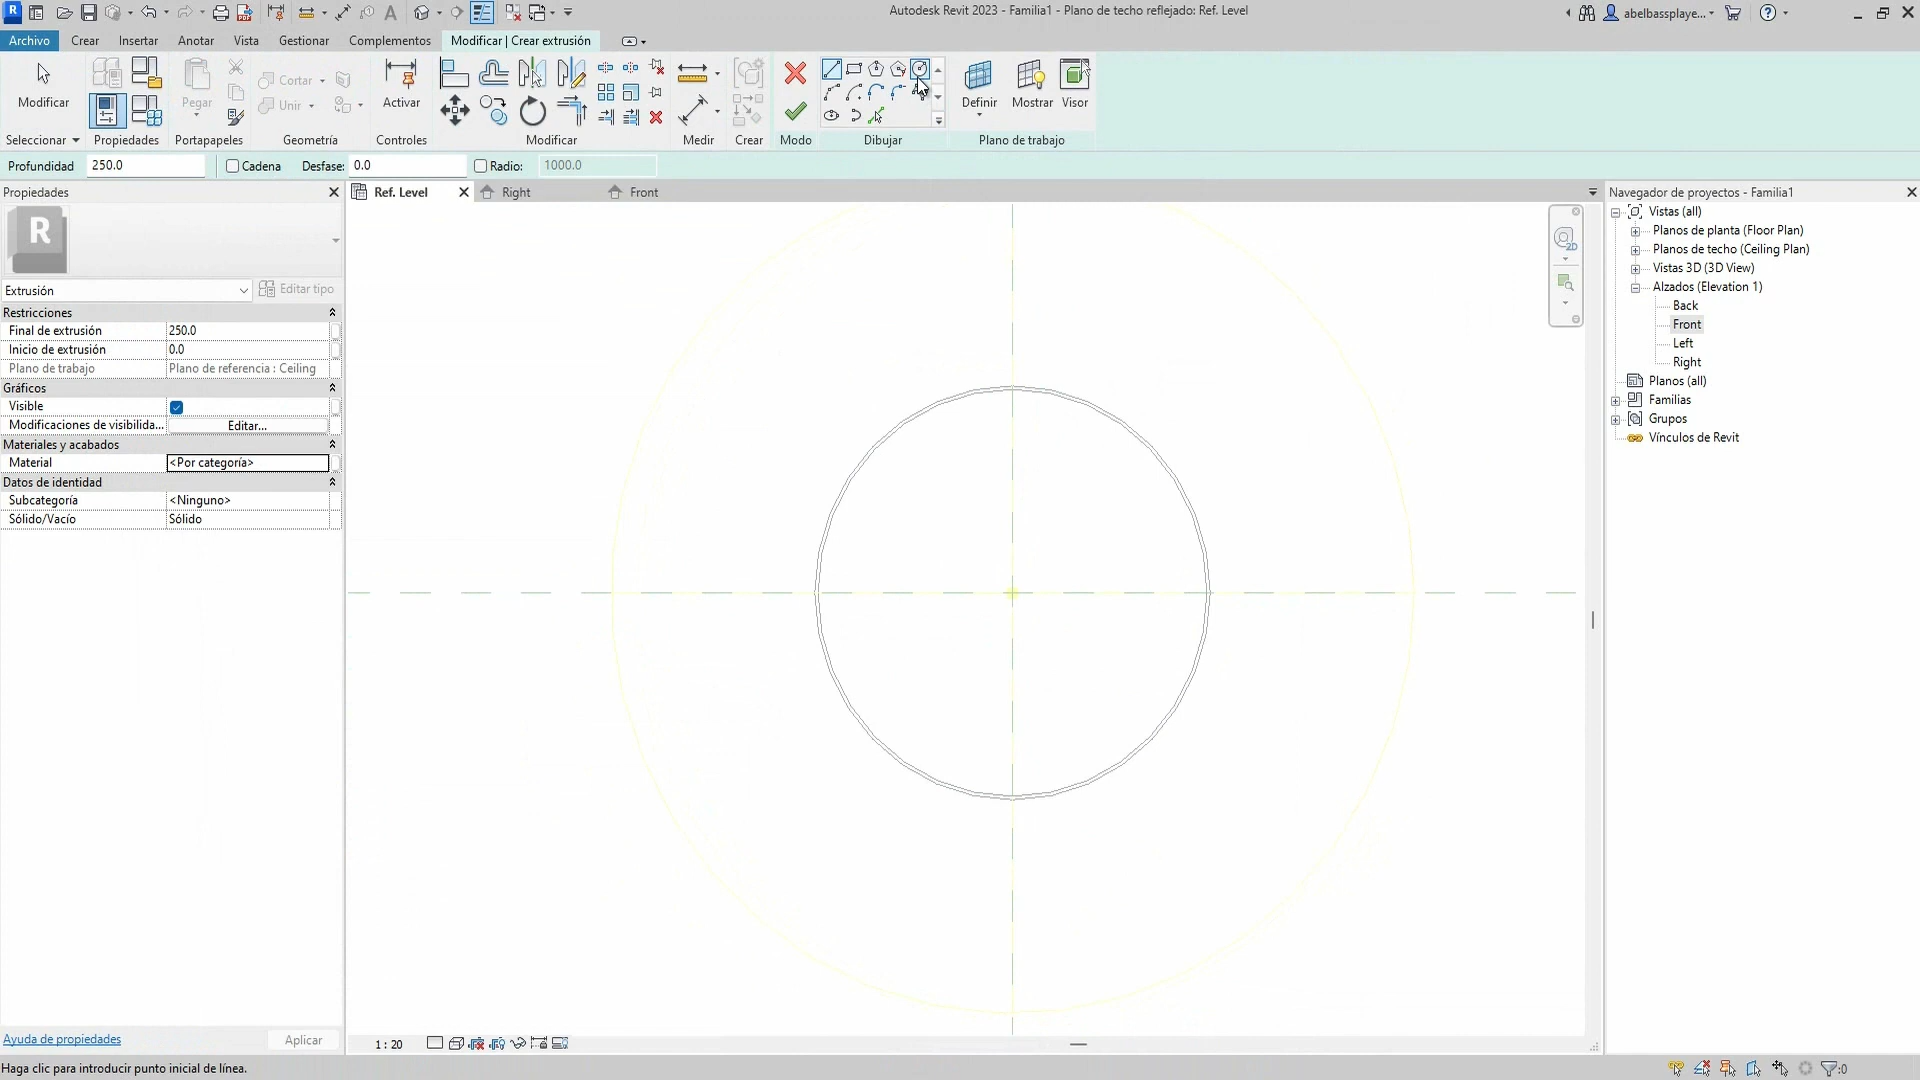 Autodesk Revit 2023 - Familia1 - Plano de techo reflejado: Ref. Level
abelbassplaye...
Archivo
Crear
Insertar
Anotar
Vista
Gestionar
Complementos
Modificar | Crear extrusión
Modificar
Pegar
Cortar
Unir
Activar
Definir
Mostrar
Visor
Seleccionar
Propiedades
Portapapeles
Geometría
Controles
Modificar
Medir
Crear
Modo
Dibujar
Plano de trabajo
Profundidad
250.0
Cadena
Desfase:
0.0
Radio:
1000.0
Propiedades
R
Extrusión
Editar tipo
Restricciones
Final de extrusión
250.0
Inicio de extrusión
0.0
Plano de trabajo
Plano de referencia : Ceiling
Gráficos
Visible
Modificaciones de visibilida...
Editar...
Materiales y acabados
Material
<Por categoría>
Datos de identidad
Subcategoría
<Ninguno>
Sólido/Vacío
Sólido
Ayuda de propiedades
Aplicar
Ref. Level
Right
Front
2D
1 : 20
Navegador de proyectos - Familia1
Vistas (all)
Planos de planta (Floor Plan)
Planos de techo (Ceiling Plan)
Vistas 3D (3D View)
Alzados (Elevation 1)
Back
Front
Left
Right
Planos (all)
Familias
Grupos
Vínculos de Revit
Haga clic para introducir punto inicial de línea.
:0